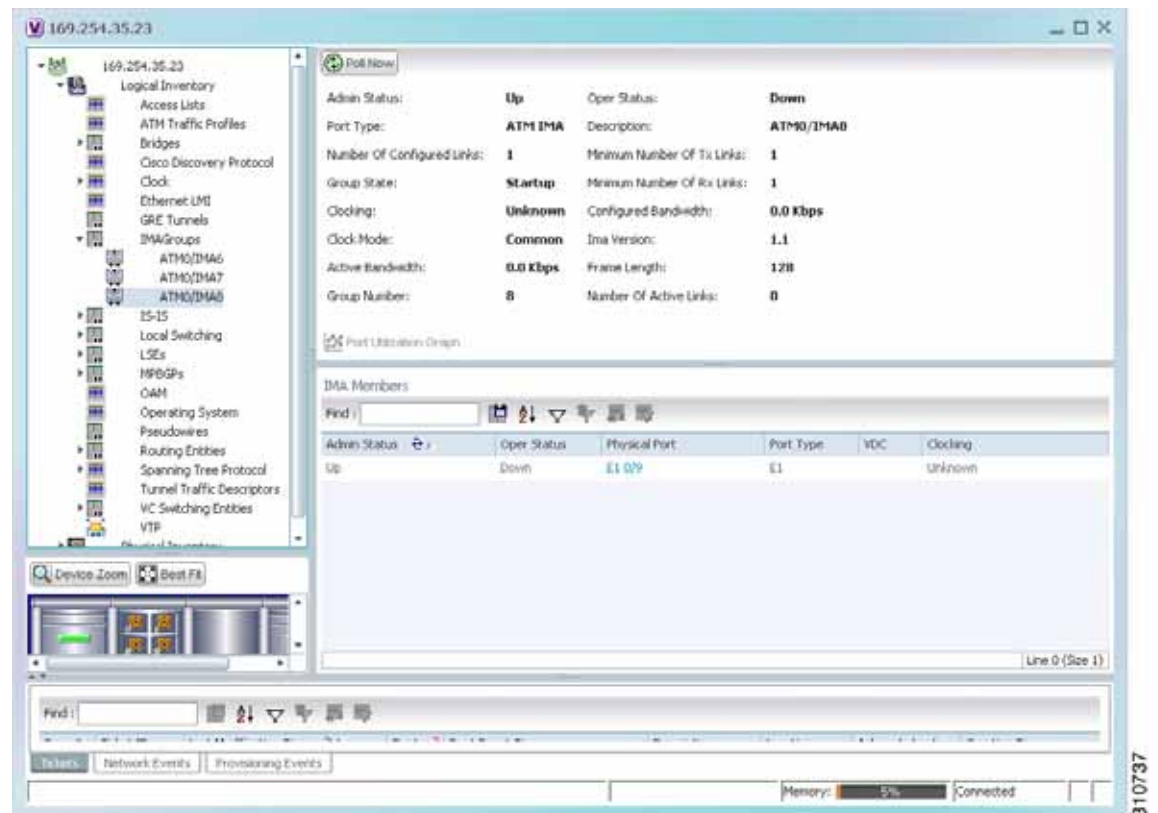 169.254.35.23
169.254.35.23
Logical Inventory
Access Lists
ATM Traffic Profiles
Bridges
Cisco Discovery Protocol
Clock
Ethernet LMI
GRE Tunnels
IMAGroups
ATM0/IMA6
ATM0/IMA7
ATM0/IMA8
IS-IS
Local Switching
LSEs
MPBGPs
OAM
Operating System
Pseudowires
Routing Entities
Spanning Tree Protocol
Tunnel Traffic Descriptors
VC Switching Entities
VTP
Physical Inventory
Device Zoom Best Fit
Poll Now
Admin Status: Up Oper Status: Down
Port Type: ATM IMA Description: ATM0/IMA8
Number Of Configured Links: 1 Minimum Number Of Tx Links: 1
Group State: Startup Minimum Number Of Rx Links: 1
Clocking: Unknown Configured Bandwidth: 0.0 Kbps
Clock Mode: Common Ima Version: 1.1
Active Bandwidth: 0.0 Kbps Frame Length: 128
Group Number: 8 Number Of Active Links: 0
Port Utilization Graph
IMA Members
Find :
Admin Status Oper Status Physical Port Port Type VDC Clocking
Up Down E1 0/9 E1 Unknown
Line 0 (Size 1)
Find :
Tickets Network Events Provisioning Events
Memory: 5% Connected
310737